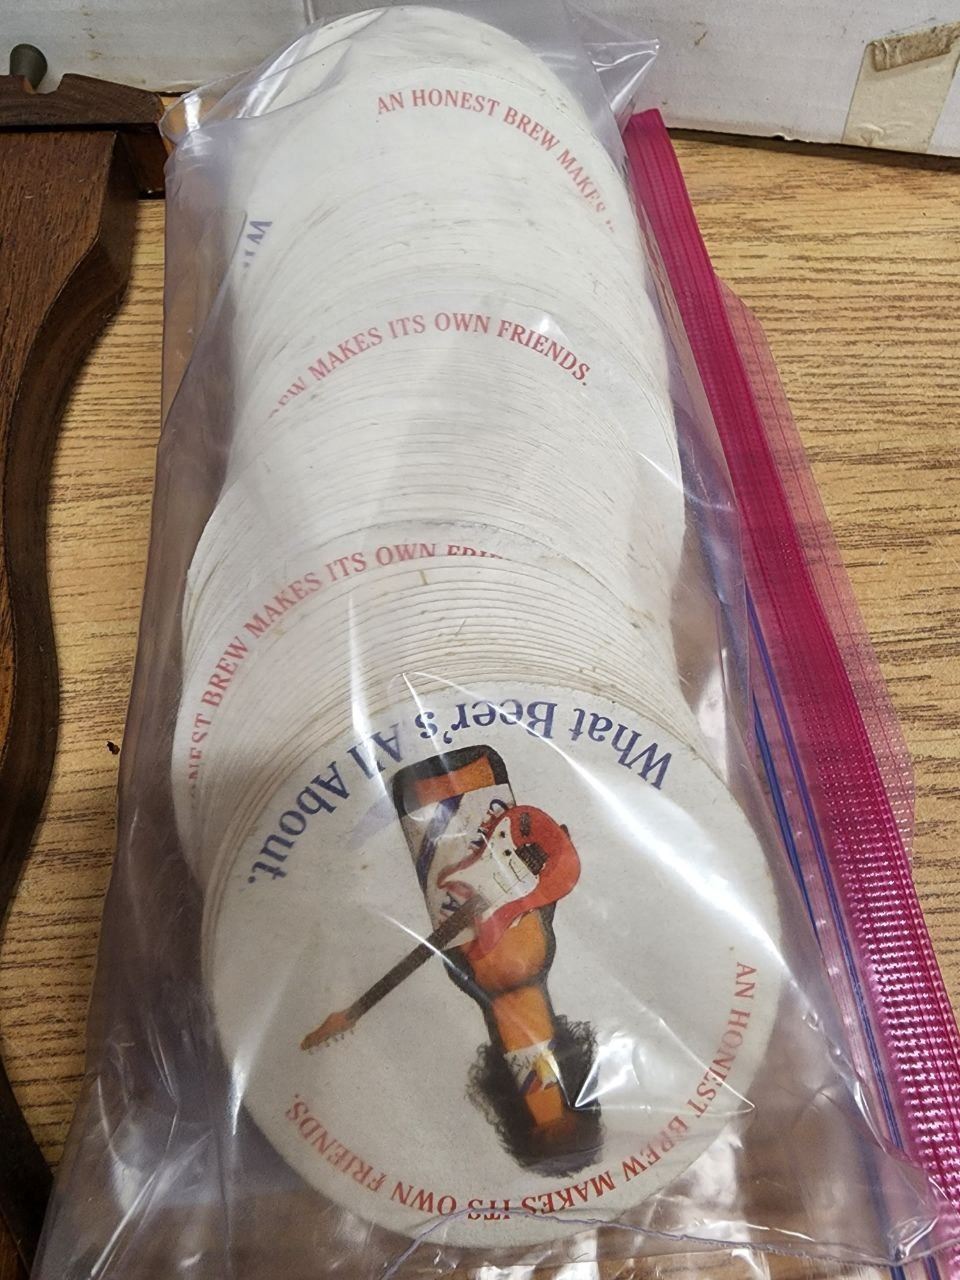 AN HONEST BREW MAKES
MAKES ITS OWN FRIENDS.
BREW MAKES ITS OWN
What Beer's All About.
AN HONEST BREW MAKES ITS OWN FRIENDS.